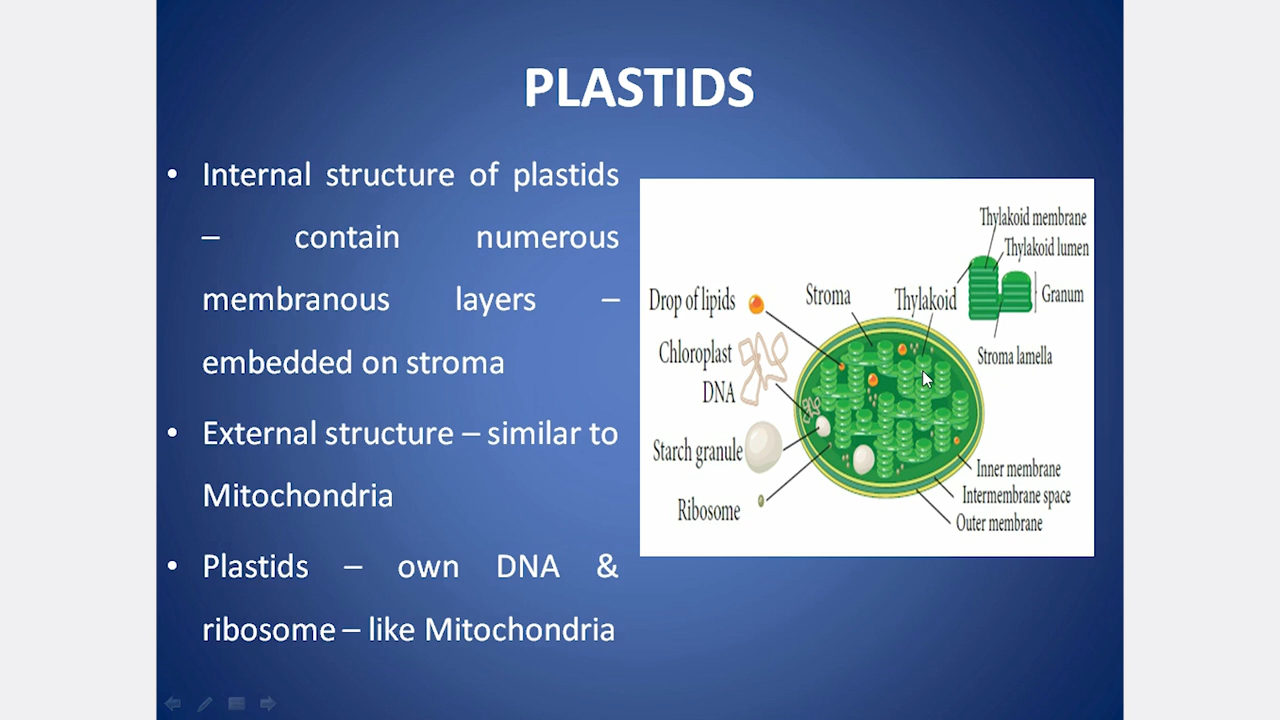 PLASTIDS
• Internal structure of plastids
– contain numerous
membranous layers –
embedded on stroma
• External structure – similar to
Mitochondria
• Plastids – own DNA &
ribosome – like Mitochondria
Thylakoid membrane
Thylakoid lumen
Drop of lipids
Stroma
Thylakoid
Granum
Chloroplast
DNA
Stroma lamella
Starch granule
Inner membrane
Intermembrane space
Ribosome
Outer membrane